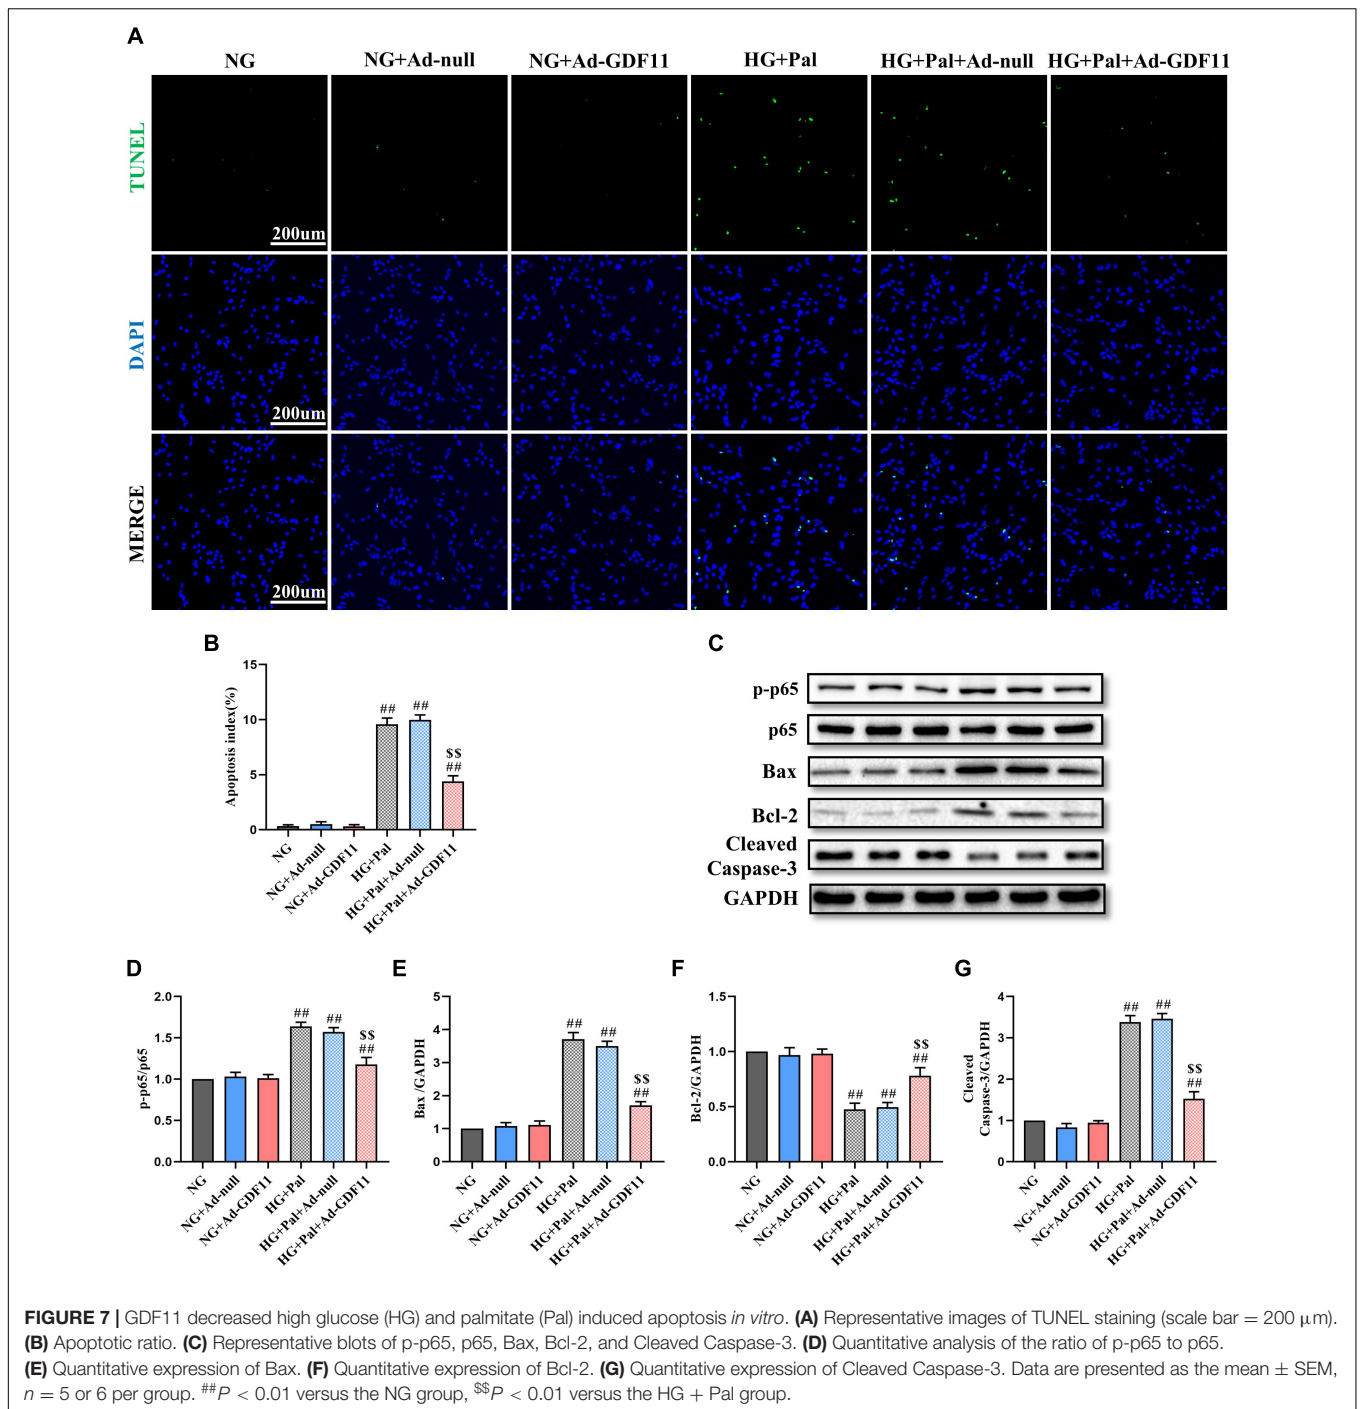 A
NG NG+Ad-null NG+Ad-GDF11 HG+Pal HG+Pal+Ad-null HG+Pal+Ad-GDF11
TUNEL
200um
DAPI
200um
MERGE
200um
B
Apoptosis index(%)
15
10
5
0
##
##
$$
##
NG
NG+Ad-null
NG+Ad-GDF11
HG+Pal
HG+Pal+Ad-null
HG+Pal+Ad-GDF11
C
p-p65
p65
Bax
Bcl-2
Cleaved
Caspase-3
GAPDH
D
p-p65/p65
2.0
1.5
1.0
0.5
0.0
##
##
$$
##
NG
NG+Ad-null
NG+Ad-GDF11
HG+Pal
HG+Pal+Ad-null
HG+Pal+Ad-GDF11
E
Bax /GAPDH
5
4
3
2
1
0
##
##
$$
##
NG
NG+Ad-null
NG+Ad-GDF11
HG+Pal
HG+Pal+Ad-null
HG+Pal+Ad-GDF11
F
Bcl-2/GAPDH
1.5
1.0
0.5
0.0
##
##
$$
##
NG
NG+Ad-null
NG+Ad-GDF11
HG+Pal
HG+Pal+Ad-null
HG+Pal+Ad-GDF11
G
Cleaved
Caspase-3/GAPDH
4
3
2
1
0
##
##
$$
##
NG
NG+Ad-null
NG+Ad-GDF11
HG+Pal
HG+Pal+Ad-null
HG+Pal+Ad-GDF11
FIGURE 7 | GDF11 decreased high glucose (HG) and palmitate (Pal) induced apoptosis in vitro. (A) Representative images of TUNEL staining (scale bar = 200 μm).
(B) Apoptotic ratio. (C) Representative blots of p-p65, p65, Bax, Bcl-2, and Cleaved Caspase-3. (D) Quantitative analysis of the ratio of p-p65 to p65.
(E) Quantitative expression of Bax. (F) Quantitative expression of Bcl-2. (G) Quantitative expression of Cleaved Caspase-3. Data are presented as the mean ± SEM,
n = 5 or 6 per group. ##P < 0.01 versus the NG group, $$P < 0.01 versus the HG + Pal group.